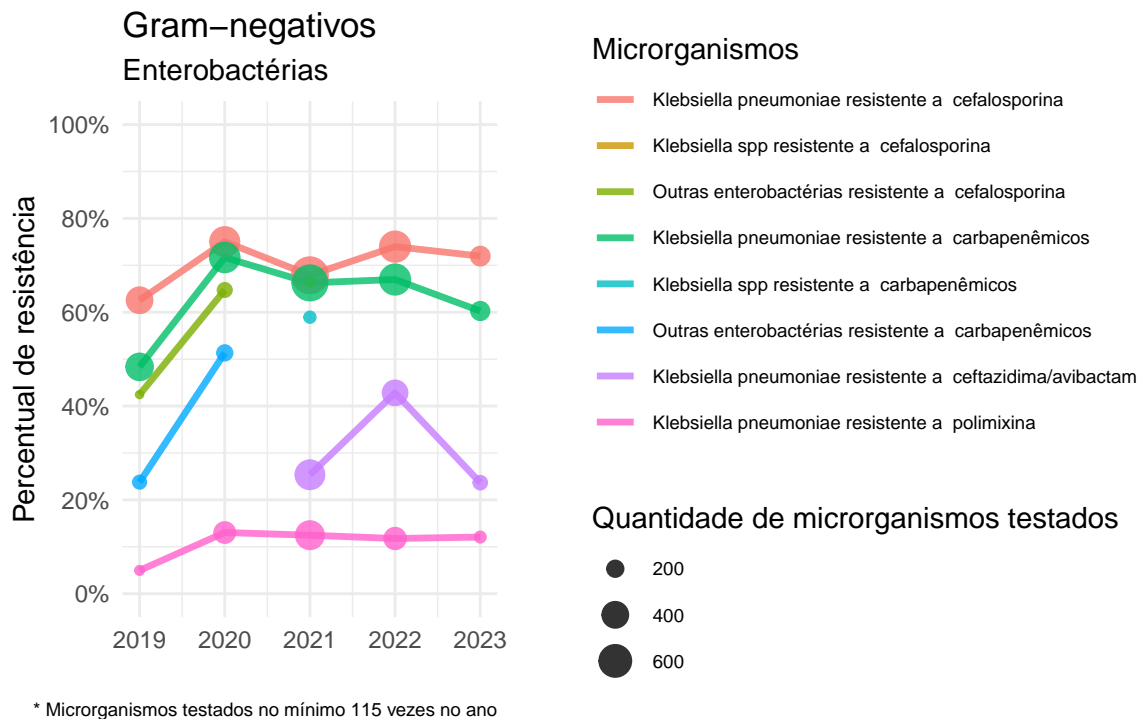 Gram−negativos
Enterobactérias
Percentual de resistência
100%
80%
60%
40%
20%
0%
2019 2020 2021 2022 2023
* Microrganismos testados no mínimo 115 vezes no ano
Microrganismos
Klebsiella pneumoniae resistente a  cefalosporina
Klebsiella spp resistente a  cefalosporina
Outras enterobactérias resistente a  cefalosporina
Klebsiella pneumoniae resistente a  carbapenêmicos
Klebsiella spp resistente a  carbapenêmicos
Outras enterobactérias resistente a  carbapenêmicos
Klebsiella pneumoniae resistente a  ceftazidima/avibactam
Klebsiella pneumoniae resistente a  polimixina
Quantidade de microrganismos testados
200
400
600